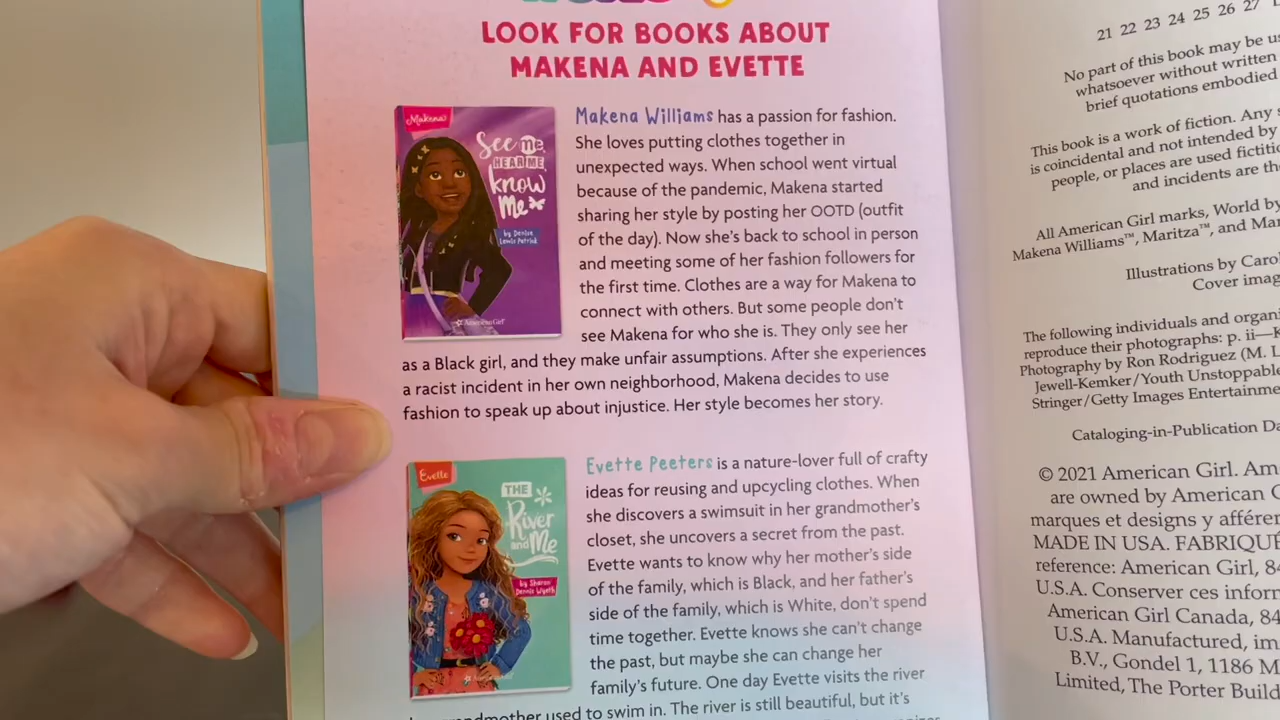 LOOK FOR BOOKS ABOUT
MAKENA AND EVETTE
Makena
See me,
HEAR ME,
know
Me
by Denise
Lewis Patrick
American Girl
Makena Williams has a passion for fashion.
She loves putting clothes together in
unexpected ways. When school went virtual
because of the pandemic, Makena started
sharing her style by posting her OOTD (outfit
of the day). Now she's back to school in person
and meeting some of her fashion followers for
the first time. Clothes are a way for Makena to
connect with others. But some people don't
see Makena for who she is. They only see her
as a Black girl, and they make unfair assumptions. After she experiences
a racist incident in her own neighborhood, Makena decides to use
fashion to speak up about injustice. Her style becomes her story.
Evette
THE
River
and Me
by Sharon
Dennis Wyeth
American Girl
Evette Peeters is a nature-lover full of crafty
ideas for reusing and upcycling clothes. When
she discovers a swimsuit in her grandmother's
closet, she uncovers a secret from the past.
Evette wants to know why her mother's side
of the family, which is Black, and her father's
side of the family, which is White, don't spend
time together. Evette knows she can't change
the past, but maybe she can change her
family's future. One day Evette visits the river
grandmother used to swim in. The river is still beautiful, but it's
21 22 23 24 25 26 27
No part of this book may be
whatsoever without written
brief quotations embodied
This book is a work of fiction. Any
is coincidental and not intended by
people, or places are used
and incidents are
All American Girl marks, World by
Makena Williams™, Maritza™, and
Illustrations by
Cover
The following individuals and
reproduce their photographs: p. ii—
Photography by Ron Rodriguez (M. L.
Jewell-Kemker/Youth Unstoppable
Stringer/Getty Images
Cataloging-in-Publication
© 2021 American Girl.
are owned by American
marques et designs y
MADE IN USA.
reference: American Girl, 84
U.S.A. Conserver ces
American Girl Canada, 84
U.S.A. Manufactured,
B.V., Gondel 1, 1186
Limited, The Porter